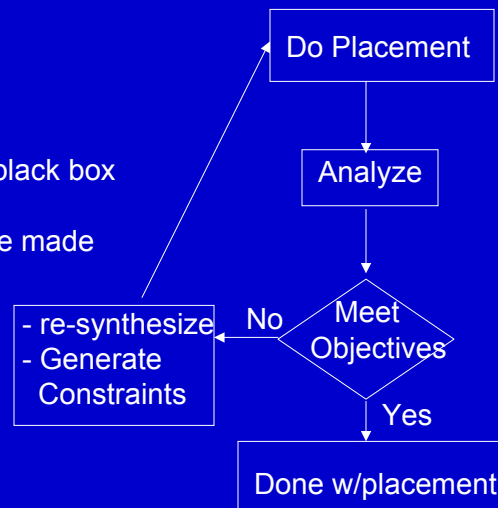 Do Placement
black box
Analyze
e made
- re-synthesize
- Generate
Constraints
No
Meet
Objectives
Yes
Done w/placement